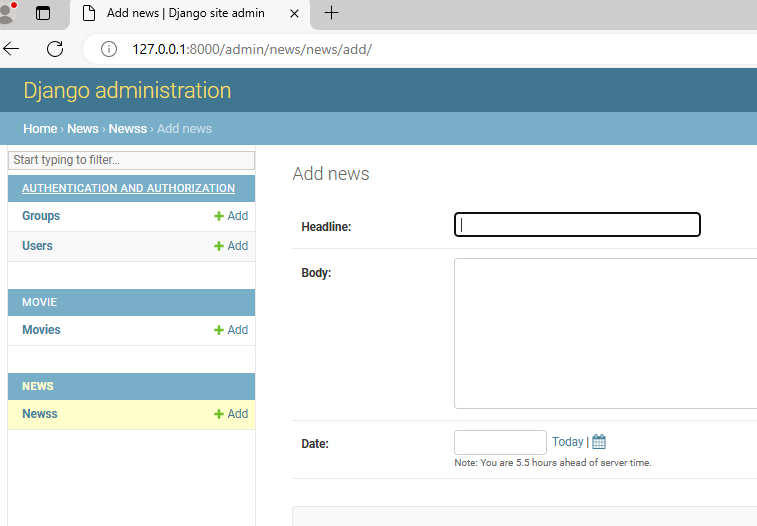 Add news | Django site admin
127.0.0.1:8000/admin/news/news/add/
Django administration
Home › News › Newss › Add news
Start typing to filter...
AUTHENTICATION AND AUTHORIZATION
Groups + Add
Users + Add
MOVIE
Movies + Add
NEWS
Newss + Add
Add news
Headline:
Body:
Date: Today |
Note: You are 5.5 hours ahead of server time.